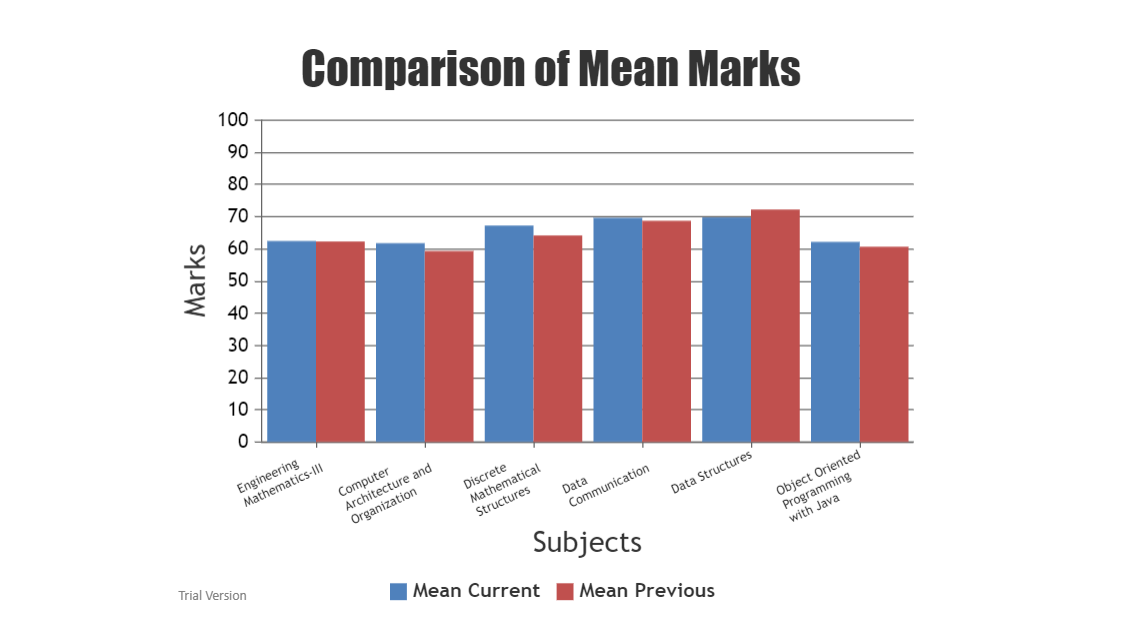 Comparison of Mean Marks
100
90
80
70
60
50
40
30
20
10
0
Marks
Engineering
Mathematics-III
Computer
Architecture and
Organization
Discrete
Mathematical
Structures
Data
Communication
Data Structures
Object Oriented
Programming
with Java
Subjects
Mean Current
Mean Previous
Trial Version